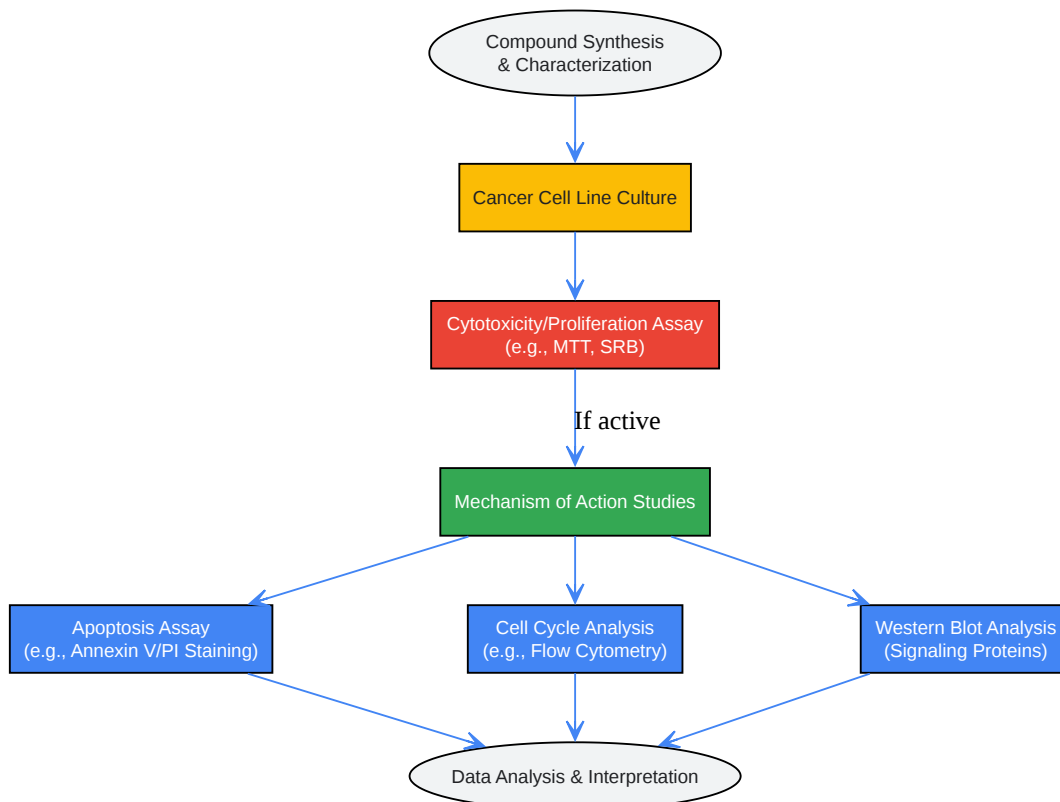 Compound Synthesis
& Characterization
Cancer Cell Line Culture
Cytotoxicity/Proliferation Assay
(e.g., MTT, SRB)
If active
Mechanism of Action Studies
Apoptosis Assay
(e.g., Annexin V/PI Staining)
Cell Cycle Analysis
(e.g., Flow Cytometry)
Western Blot Analysis
(Signaling Proteins)
Data Analysis & Interpretation